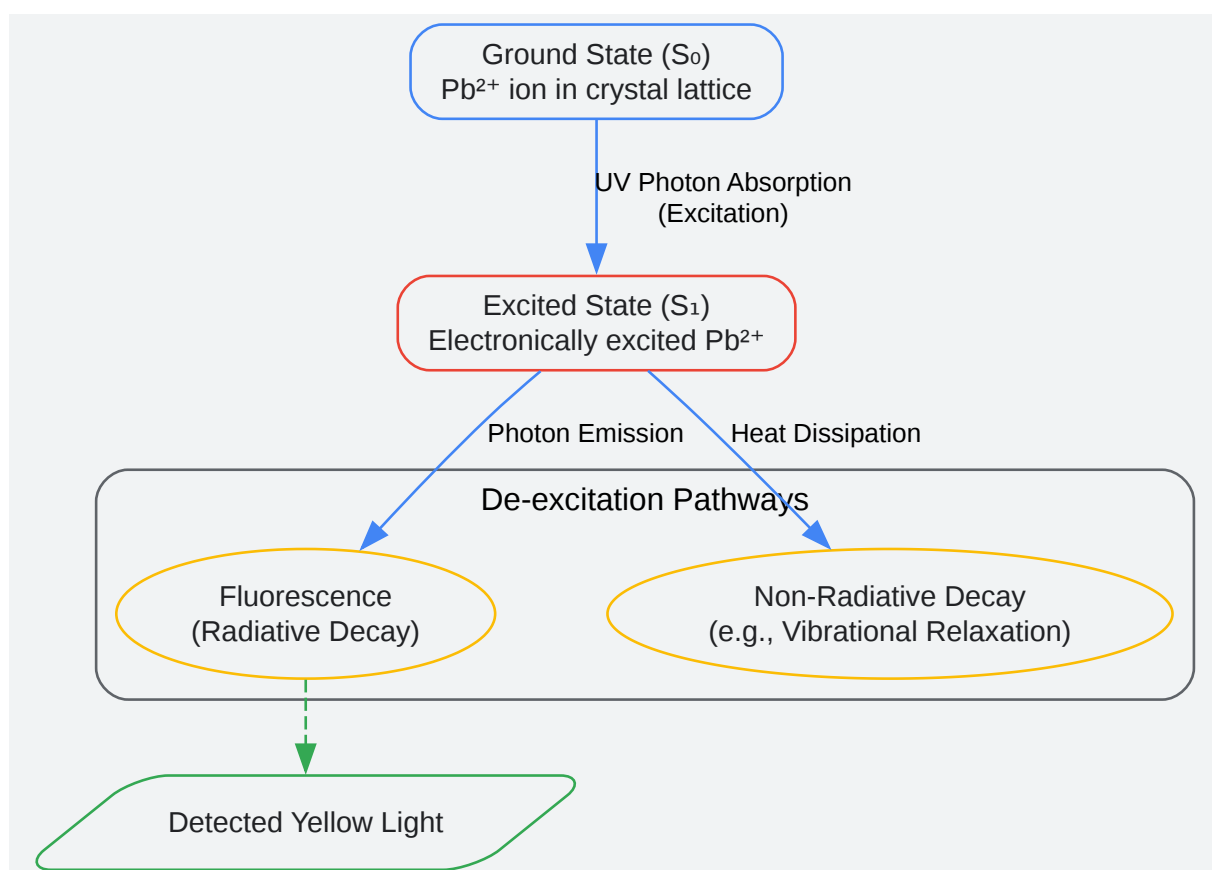 Ground State (S₀)
Pb²⁺ ion in crystal lattice
UV Photon Absorption
(Excitation)
Excited State (S₁)
Electronically excited Pb²⁺
Photon Emission
Heat Dissipation
De-excitation Pathways
Fluorescence
(Radiative Decay)
Non-Radiative Decay
(e.g., Vibrational Relaxation)
Detected Yellow Light